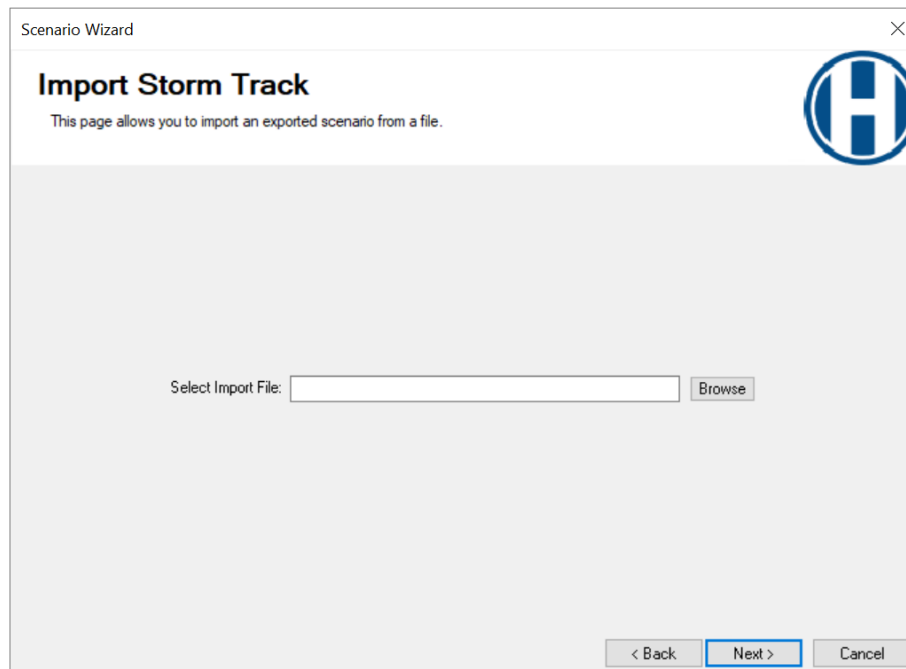 Scenario Wizard
Import Storm Track
This page allows you to import an exported scenario from a file.
H
Select Import File:
Browse
< Back
Next >
Cancel